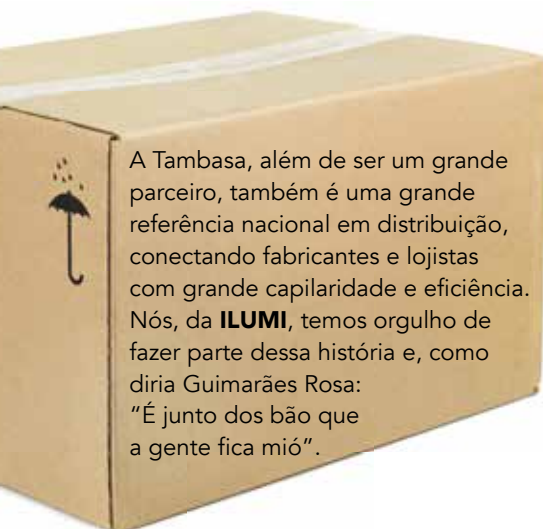 A Tambasa, além de ser um grande
parceiro, também é uma grande
referência nacional em distribuição,
conectando fabricantes e lojistas
com grande capilaridade e eficiência.
Nós, da ILUMI, temos orgulho de
fazer parte dessa história e, como
diria Guimarães Rosa:
“É junto dos bão que
a gente fica mió”.